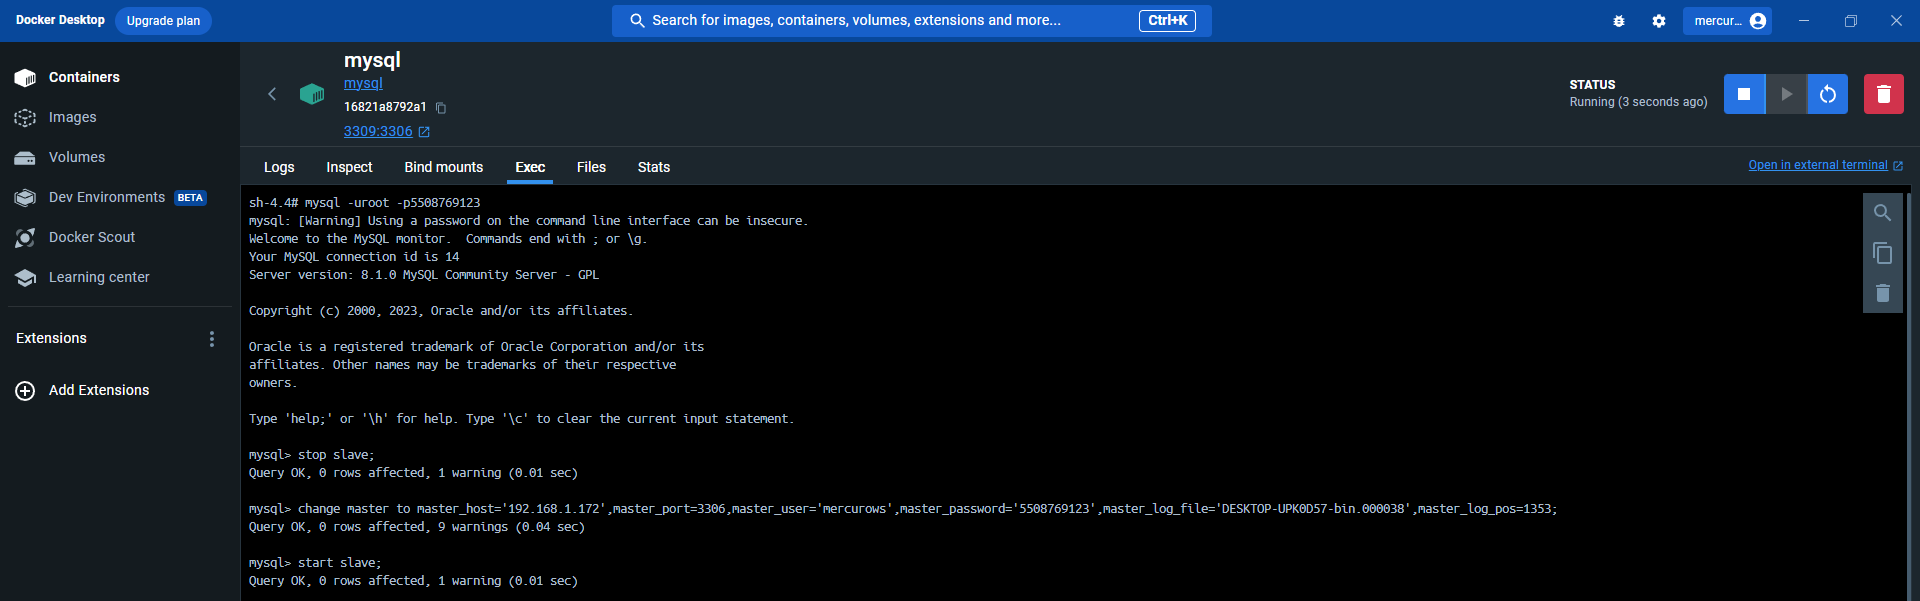 Docker Desktop
Upgrade plan
Search for images, containers, volumes, extensions and more...
Ctrl+K
mercur...
Containers
Images
Volumes
Dev Environments BETA
Docker Scout
Learning center
Extensions
Add Extensions
mysql
mysql
16821a8792a1
3309:3306
STATUS
Running (3 seconds ago)
Logs Inspect Bind mounts Exec Files Stats
Open in external terminal
sh-4.4# mysql -uroot -p5508769123
mysql: [Warning] Using a password on the command line interface can be insecure.
Welcome to the MySQL monitor.  Commands end with ; or \g.
Your MySQL connection id is 14
Server version: 8.1.0 MySQL Community Server - GPL
Copyright (c) 2000, 2023, Oracle and/or its affiliates.
Oracle is a registered trademark of Oracle Corporation and/or its
affiliates. Other names may be trademarks of their respective
owners.
Type 'help;' or '\h' for help. Type '\c' to clear the current input statement.
mysql> stop slave;
Query OK, 0 rows affected, 1 warning (0.01 sec)
mysql> change master to master_host='192.168.1.172',master_port=3306,master_user='mercurows',master_password='5508769123',master_log_file='DESKTOP-UPK0D57-bin.000038',master_log_pos=1353;
Query OK, 0 rows affected, 9 warnings (0.04 sec)
mysql> start slave;
Query OK, 0 rows affected, 1 warning (0.01 sec)